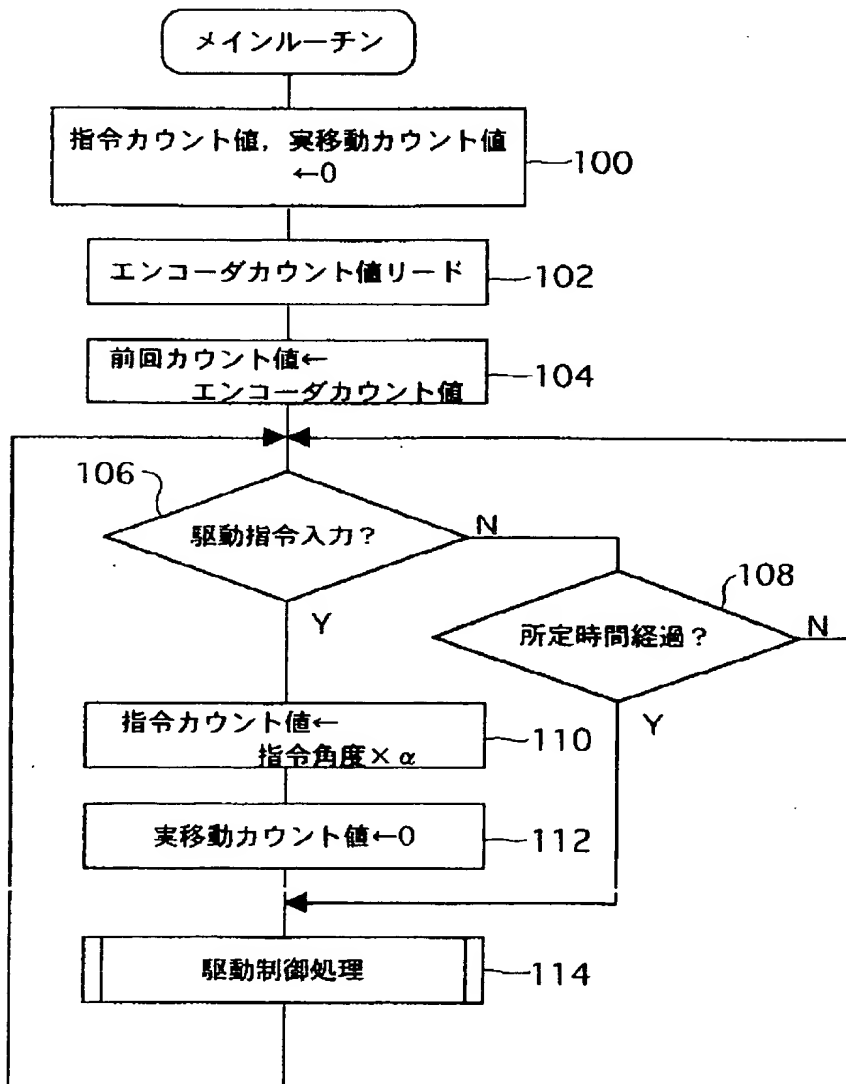 メインルーチン
指令カウント値，実移動カウント値
←0
100
エンコーダカウント値リード
102
前回カウント値←
エンコーダカウント値
104
106
駆動指令入力？
N
Y
108
所定時間経過？
N
Y
指令カウント値←
指令角度×α
110
実移動カウント値←0
112
駆動制御処理
114